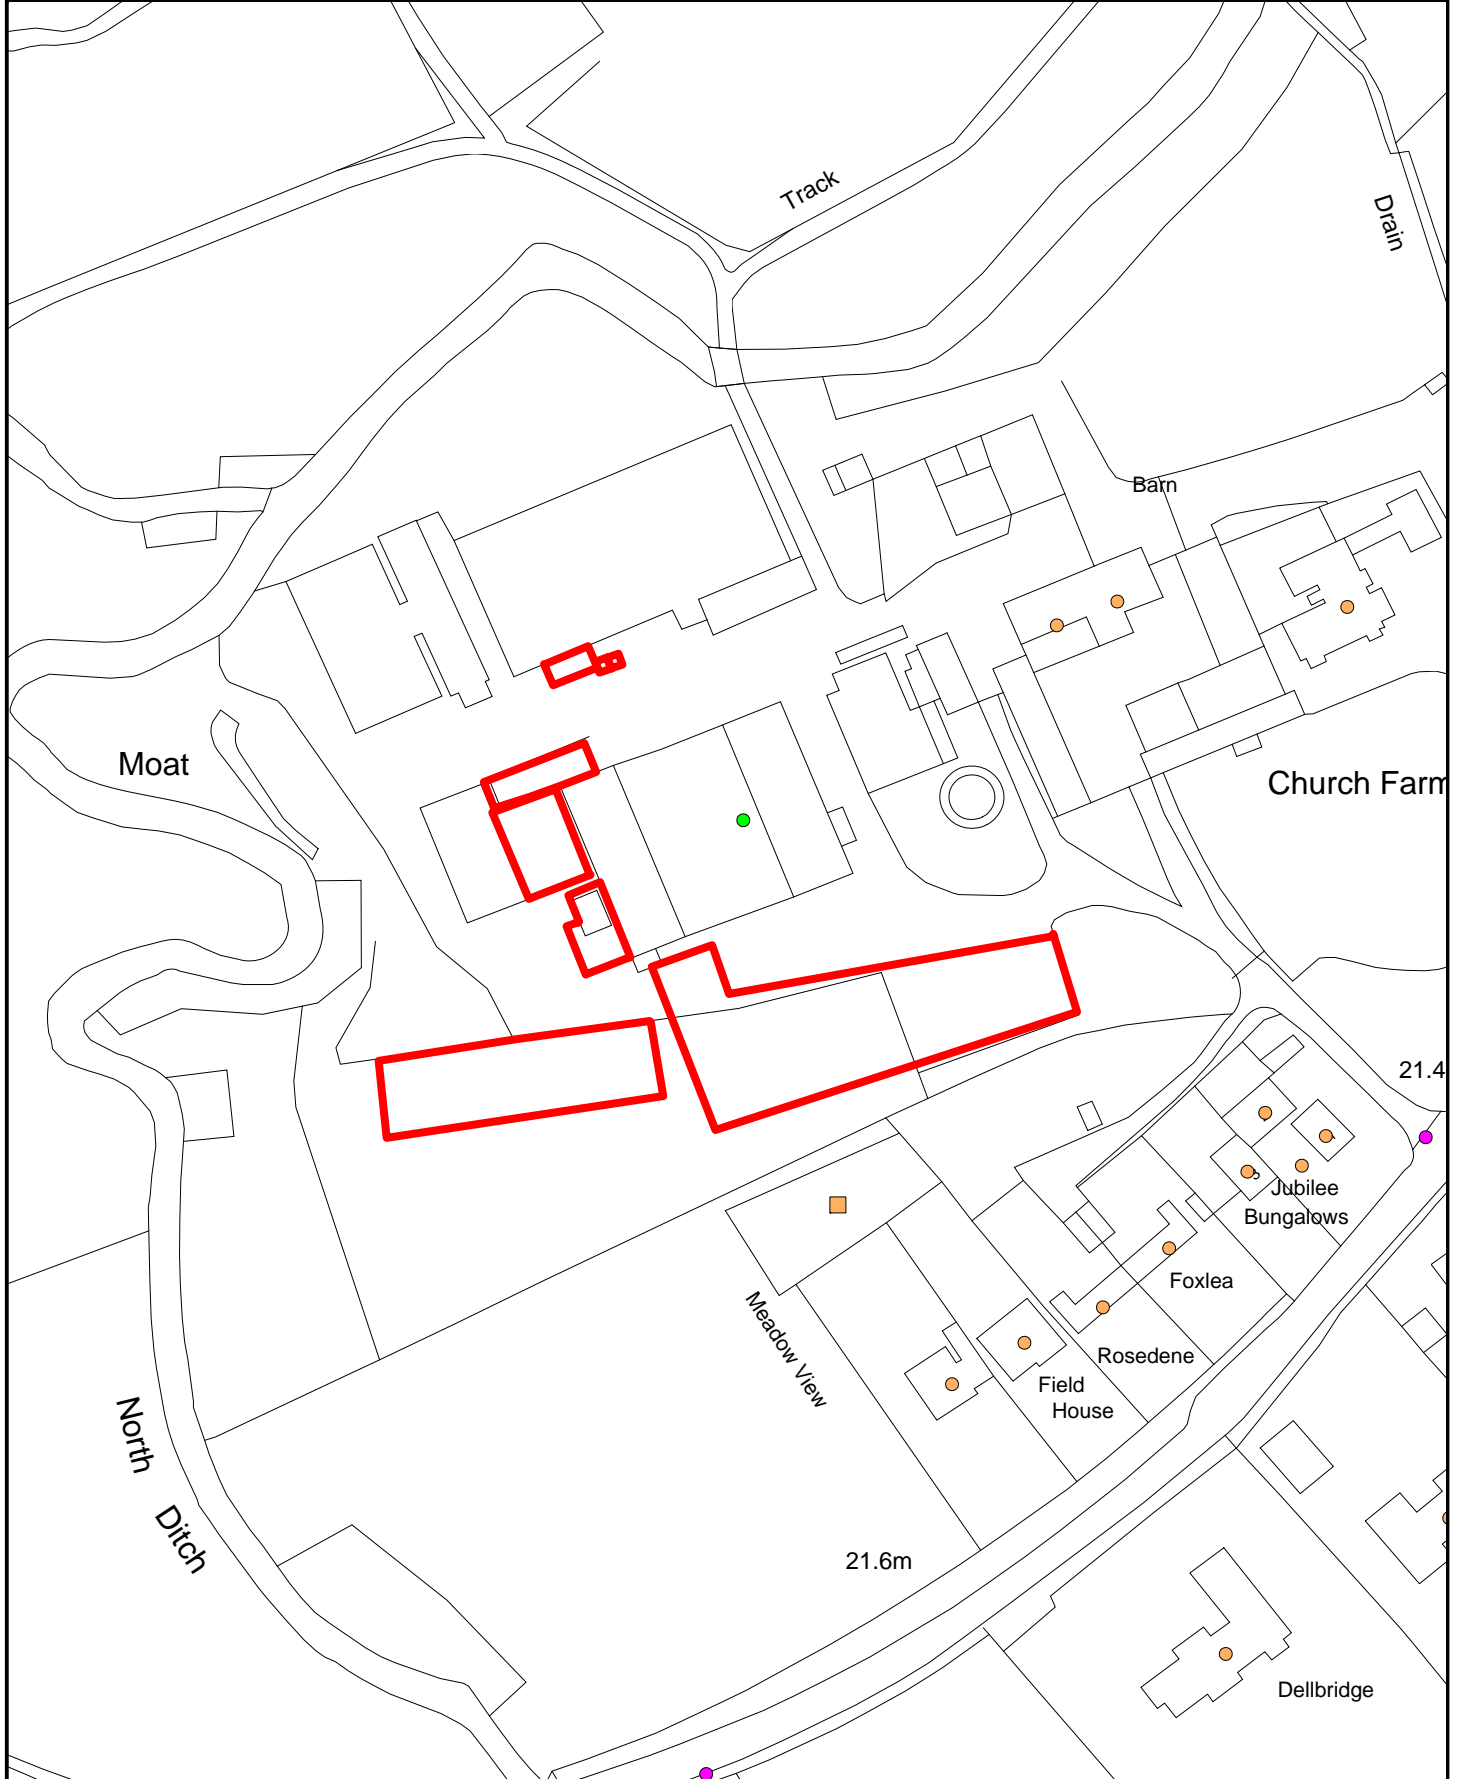 Track
Drain
Barn
Moat
Church Farm
21.4
3
Jubilee
Bungalows
Foxlea
Meadow View
Rosedene
Field
House
North
Ditch
21.6m
Dellbridge